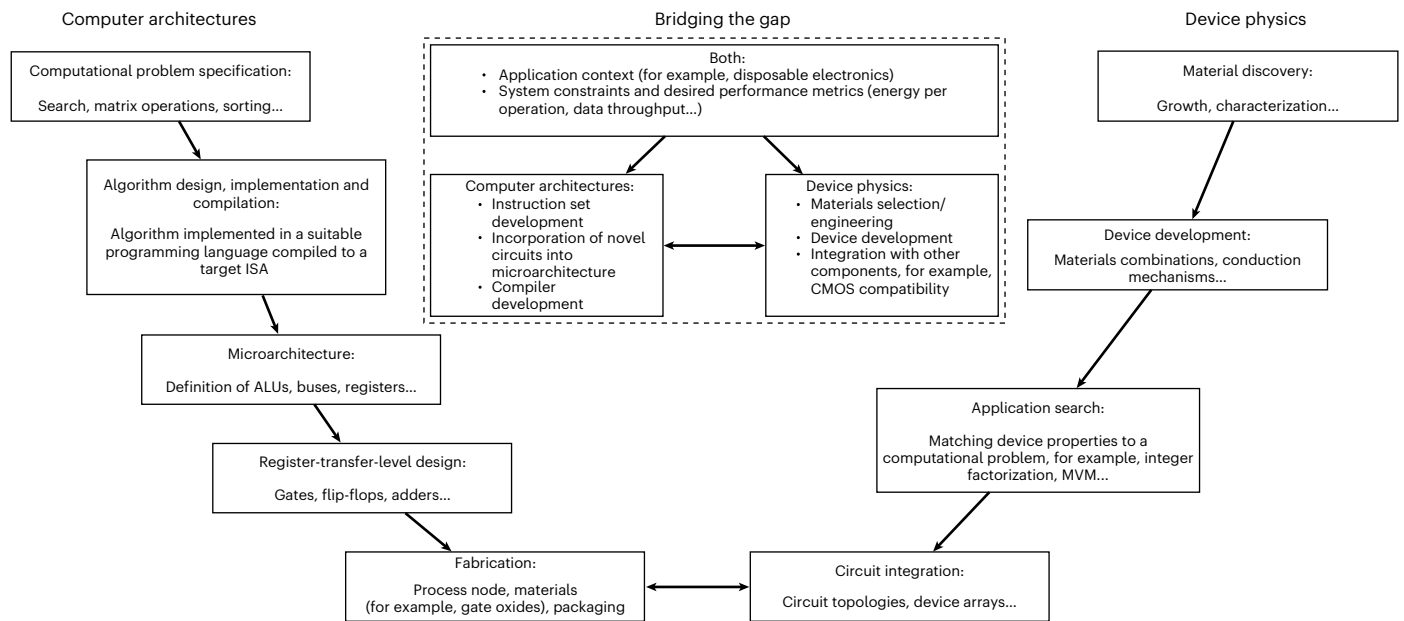 Computer architectures
Computational problem specification:
Search, matrix operations, sorting...
Algorithm design, implementation and
compilation:
Algorithm implemented in a suitable
programming language compiled to a
target ISA
Microarchitecture:
Definition of ALUs, buses, registers...
Register-transfer-level design:
Gates, flip-flops, adders...
Fabrication:
Process node, materials
(for example, gate oxides), packaging
Bridging the gap
Both:
• Application context (for example, disposable electronics)
• System constraints and desired performance metrics (energy per
operation, data throughput...)
Computer architectures:
• Instruction set
development
• Incorporation of novel
circuits into
microarchitecture
• Compiler
development
Device physics:
• Materials selection/
engineering
• Device development
• Integration with other
components, for example,
CMOS compatibility
Device physics
Material discovery:
Growth, characterization...
Device development:
Materials combinations, conduction
mechanisms...
Application search:
Matching device properties to a
computational problem, for example, integer
factorization, MVM...
Circuit integration:
Circuit topologies, device arrays...